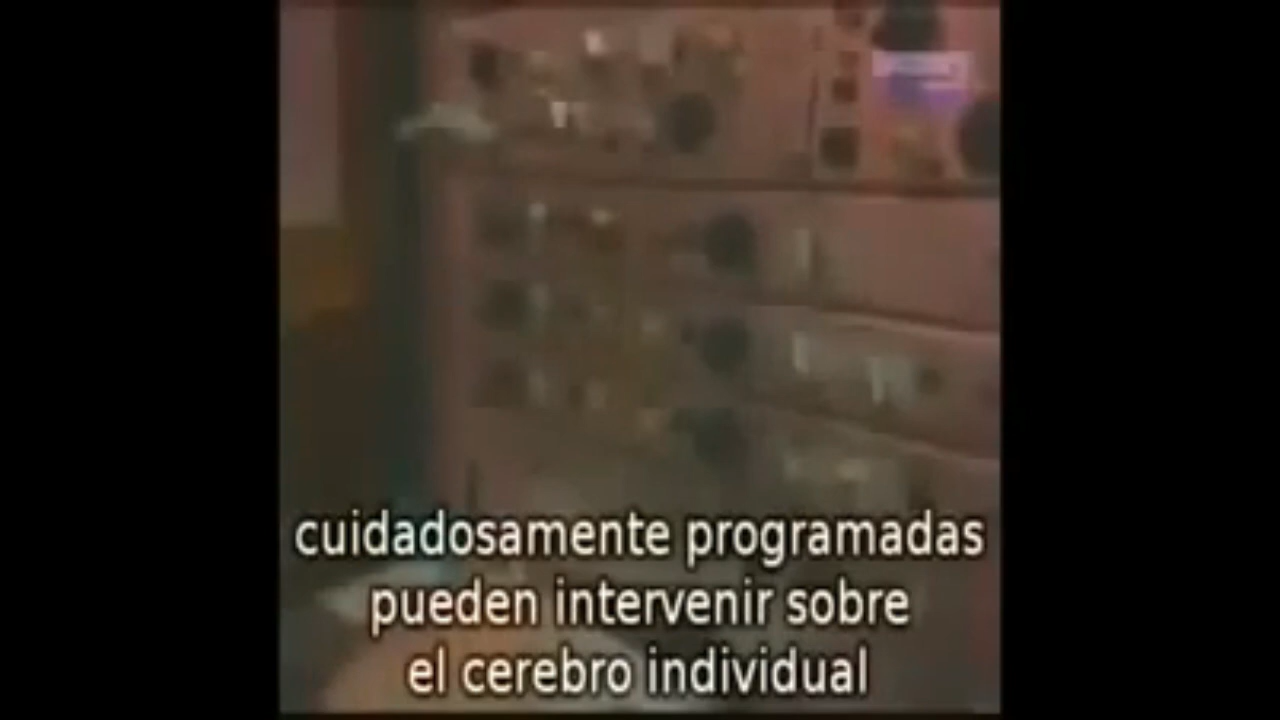 cuidadosamente programadas
pueden intervenir sobre
el cerebro individual